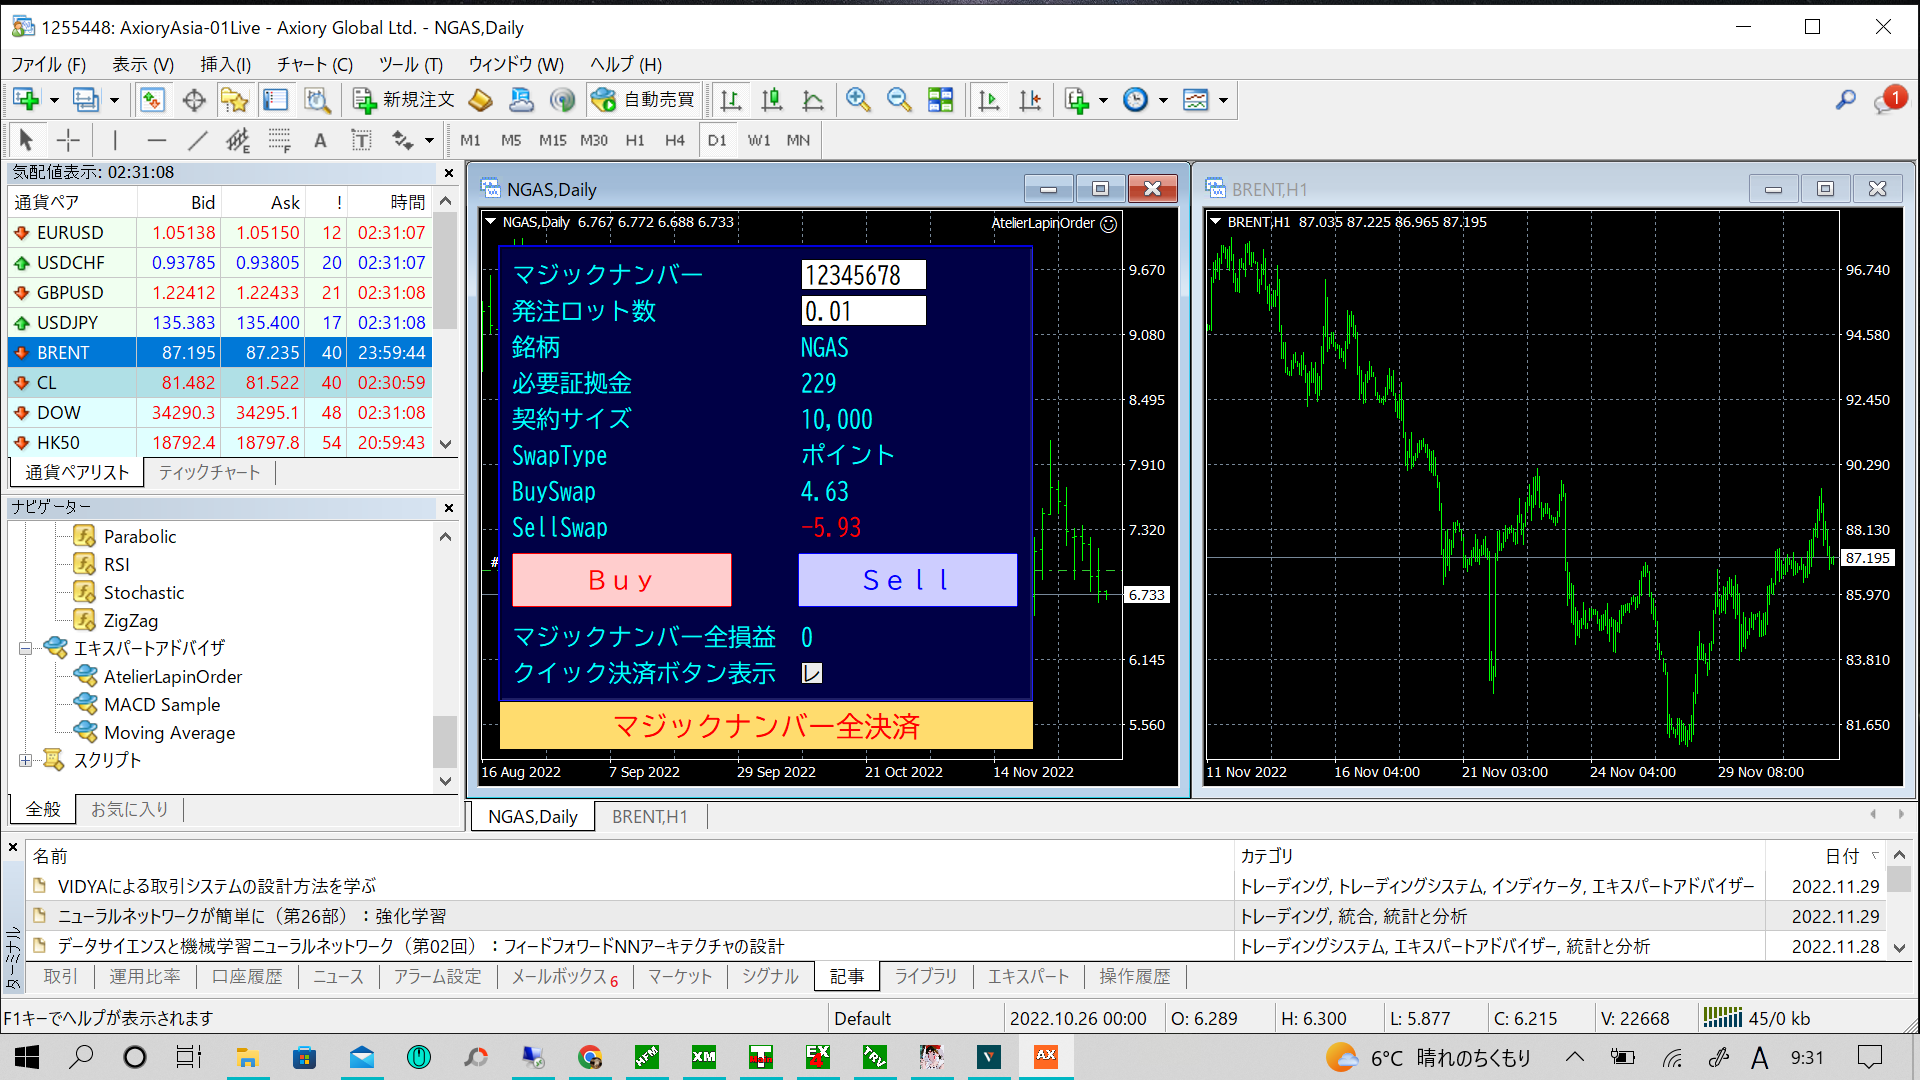 1255448: AxioryAsia-01Live - Axiory Global Ltd. - NGAS,Daily
ファイル (F) 表示 (V) 挿入(I) チャート (C) ツール (T) ウィンドウ (W) ヘルプ (H)
新規注文 自動売買 1
A T M1 M5 M15 M30 H1 H4 D1 W1 MN
気配値表示: 02:31:08
通貨ペア Bid Ask ! 時間
EURUSD 1.05138 1.05150 12 02:31:07
USDCHF 0.93785 0.93805 20 02:31:07
GBPUSD 1.22412 1.22433 21 02:31:08
USDJPY 135.383 135.400 17 02:31:08
BRENT 87.195 87.235 40 23:59:44
CL 81.482 81.522 40 02:30:59
DOW 34290.3 34295.1 48 02:31:08
HK50 18792.4 18797.8 54 20:59:43
通貨ペアリスト ティックチャート
ナビゲーター
Parabolic
RSI
Stochastic
ZigZag
エキスパートアドバイザ
AtelierLapinOrder
MACD Sample
Moving Average
スクリプト
全般 お気に入り
NGAS,Daily
NGAS,Daily 6.767 6.772 6.688 6.733 AtelierLapinOrder
マジックナンバー 12345678
発注ロット数 0.01
銘柄 NGAS
必要証拠金 229
契約サイズ 10,000
SwapType ポイント
BuySwap 4.63
SellSwap -5.93
#
Buy Sell
マジックナンバー全損益 0
クイック決済ボタン表示 レ
マジックナンバー全決済
9.670
9.080
8.495
7.910
7.320
6.733
6.145
5.560
16 Aug 2022 7 Sep 2022 29 Sep 2022 21 Oct 2022 14 Nov 2022
BRENT,H1
BRENT,H1 87.035 87.225 86.965 87.195
96.740
94.580
92.450
90.290
88.130
87.195
85.970
83.810
81.650
11 Nov 2022 16 Nov 04:00 21 Nov 03:00 24 Nov 04:00 29 Nov 08:00
NGAS,Daily BRENT,H1
ターミナル
名前 カテゴリ 日付
VIDYAによる取引システムの設計方法を学ぶ トレーディング, トレーディングシステム, インディケータ, エキスパートアドバイザー 2022.11.29
ニューラルネットワークが簡単に（第26部）：強化学習 トレーディング, 統合, 統計と分析 2022.11.29
データサイエンスと機械学習ニューラルネットワーク（第02回）：フィードフォワードNNアーキテクチャの設計 トレーディングシステム, エキスパートアドバイザー, 統計と分析 2022.11.28
取引 運用比率 口座履歴 ニュース アラーム設定 メールボックス 6 マーケット シグナル 記事 ライブラリ エキスパート 操作履歴
F1キーでヘルプが表示されます Default 2022.10.26 00:00 O: 6.289 H: 6.300 L: 5.877 C: 6.215 V: 22668 45/0 kb
HFM XM EX4 TRV AX 6°C 晴れのちくもり A 9:31